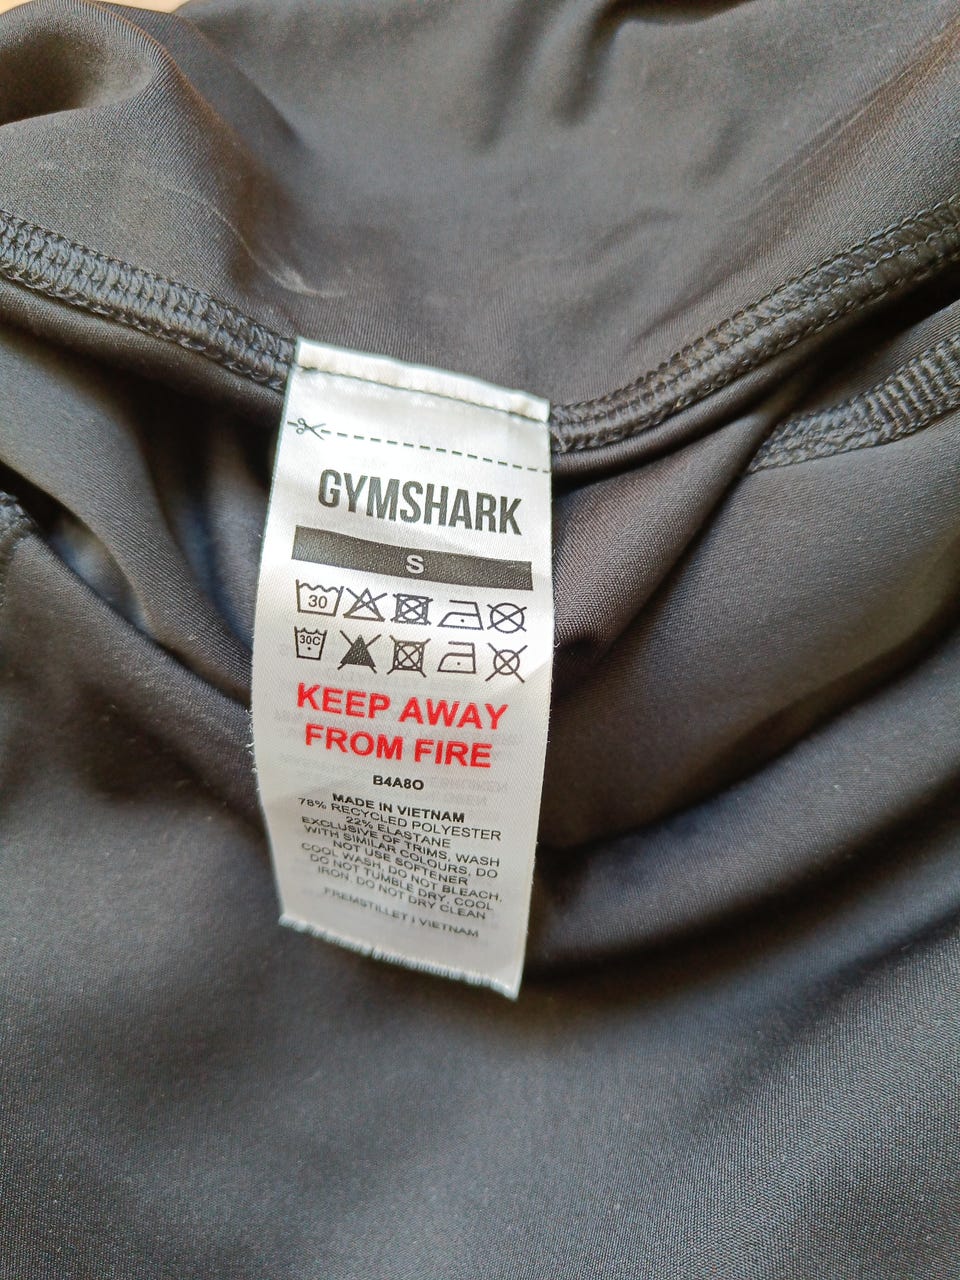 GYMSHARK
S
30
30C
KEEP AWAY
FROM FIRE
B4A8O
MADE IN VIETNAM
78% RECYCLED POLYESTER
22% ELASTANE
EXCLUSIVE OF TRIMS, WASH
WITH SIMILAR COLOURS, DO
NOT USE SOFTENER
COOL WASH, DO NOT BLEACH,
DO NOT TUMBLE DRY, COOL
IRON, DO NOT DRY CLEAN
FREMSTILLET I VIETNAM